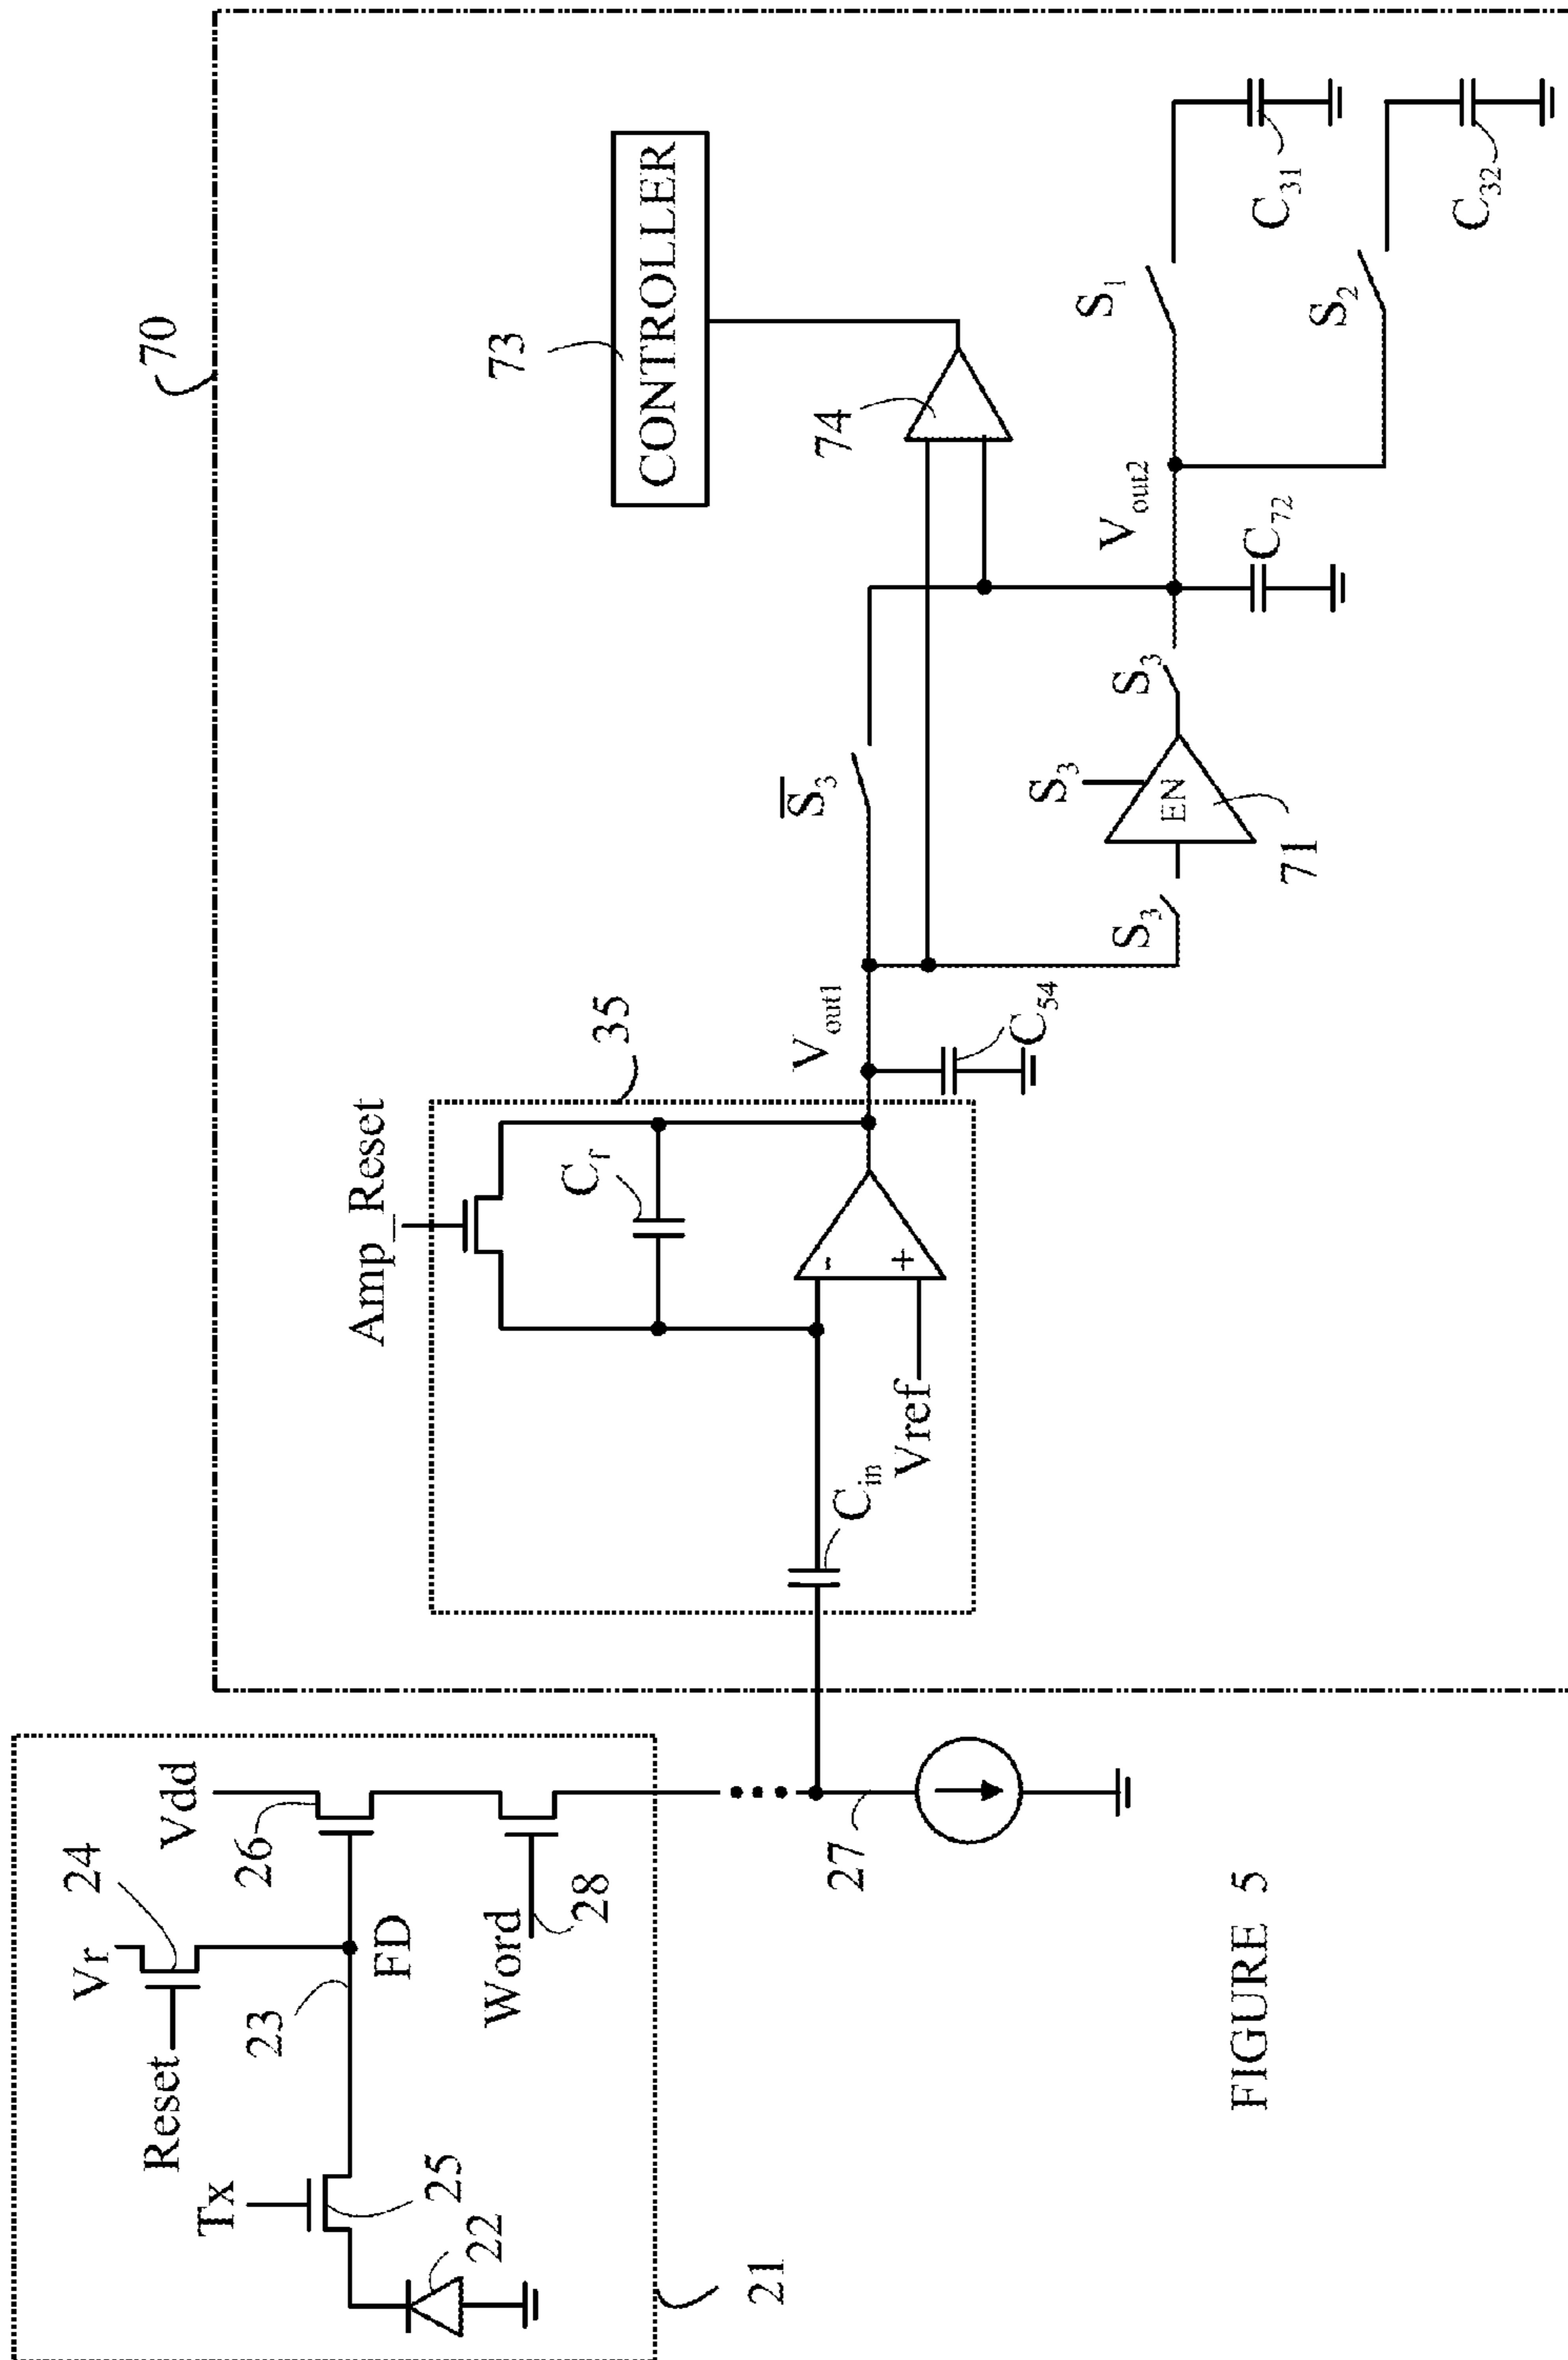 70
CONTROLLER
73
74
35
Amp_Reset
C_f
V_out1
S̅_3
S_1
C_31
S_2
C_32
V_out2
C_72
S_3
S_3
EN
S_3
71
C_54
-
+
Vref
C_in
Vdd
24
Vr
26
23
Reset
FD
Word
28
27
Tx
25
22
21
FIGURE 5